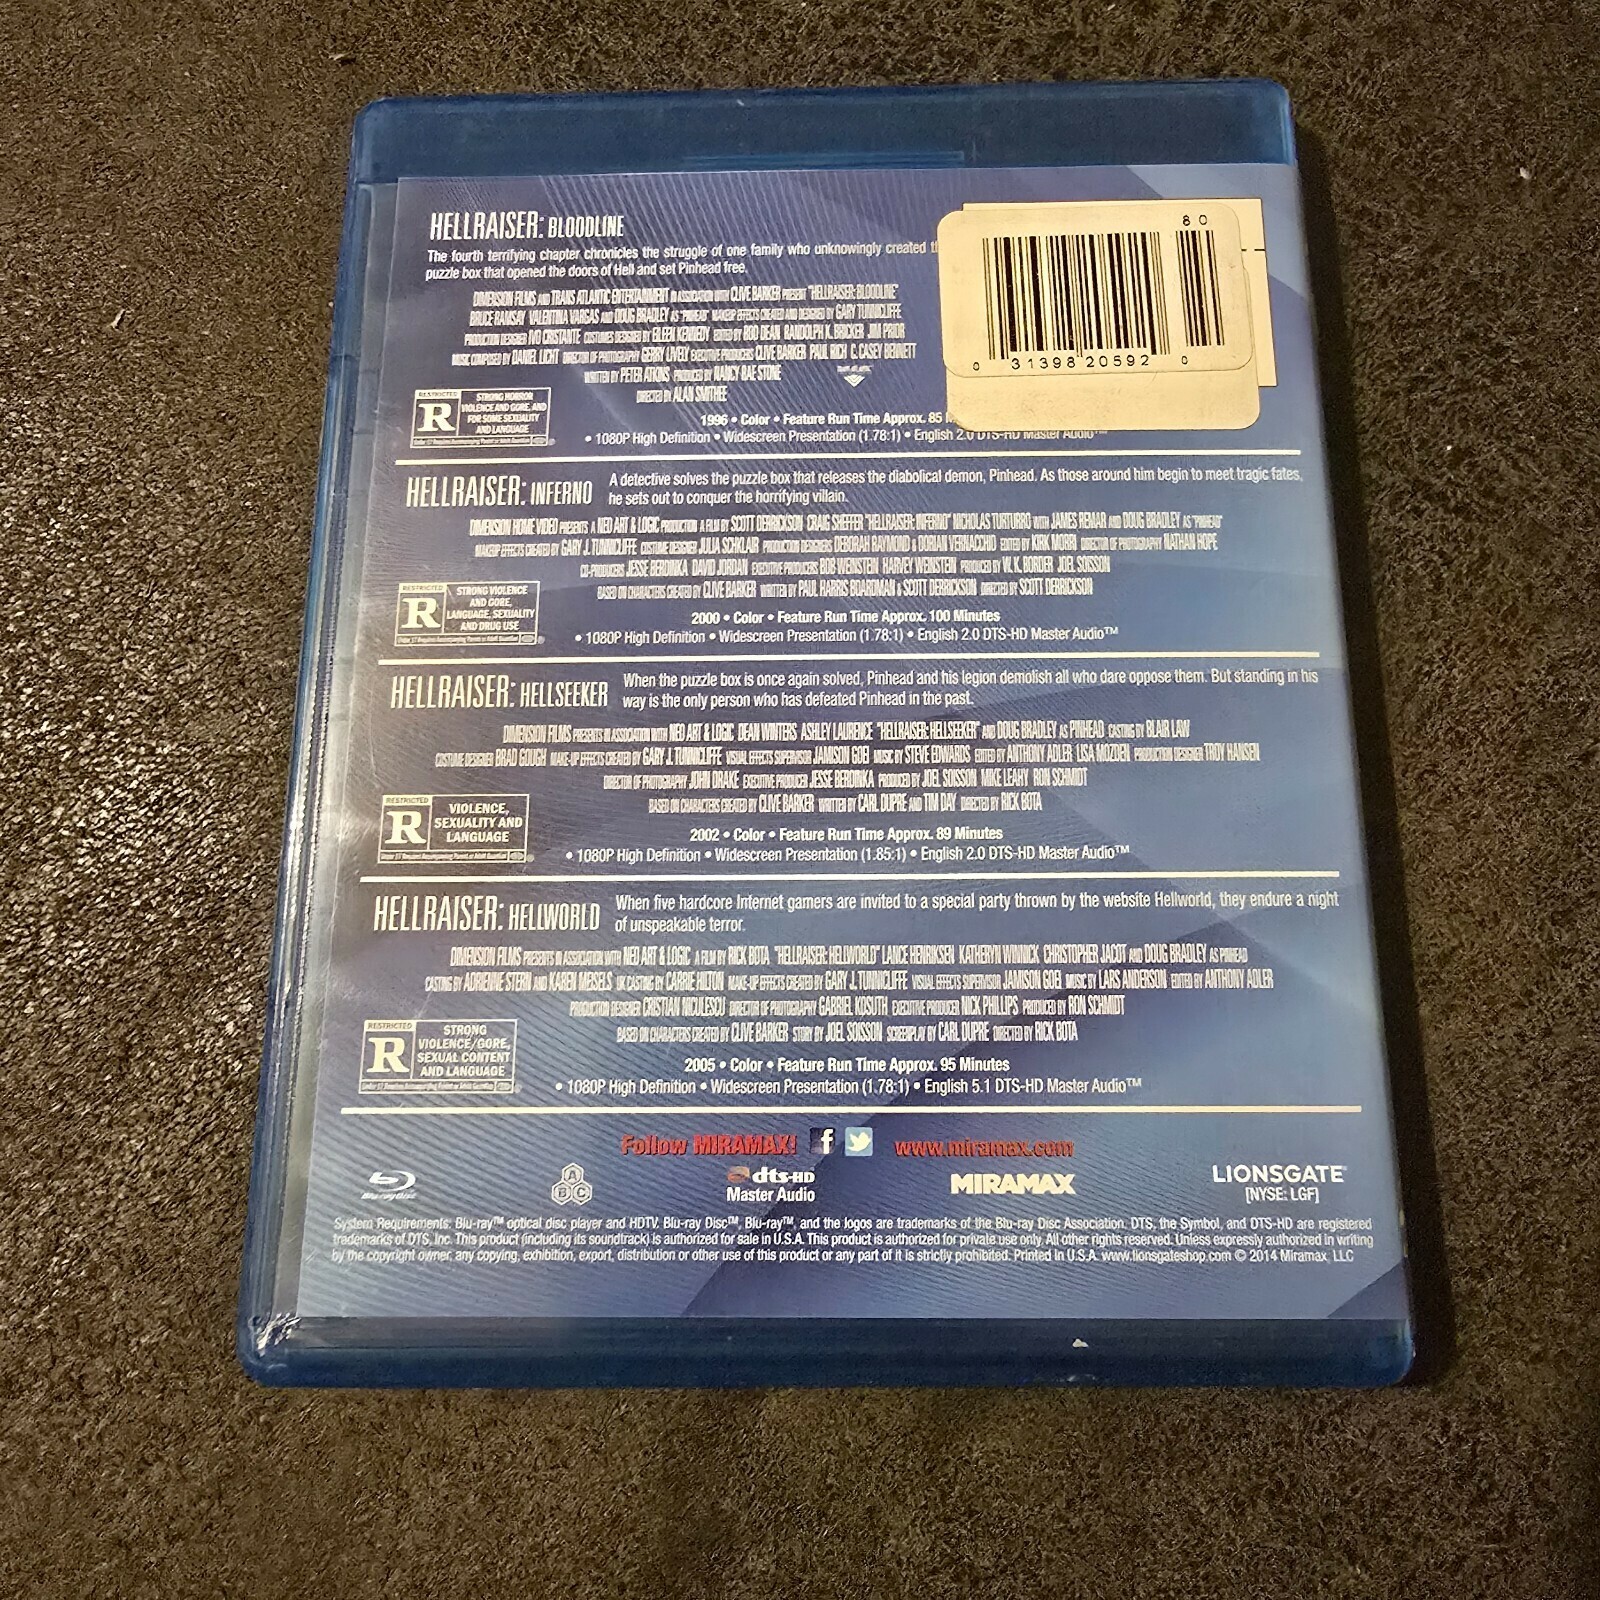 HELLRAISER: BLOODLINE
The fourth terrifying chapter chronicles the struggle of one family who unknowingly created
puzzle box that opened the doors of Hell and set Pinhead free.
DIMENSION FILMS AND TRANS ATLANTIC ENTERTAINMENT IN ASSOCIATION WITH CLIVE BARKER PRESENT "HELLRAISER: BLOODLINE"
BRUCE RAMSAY VALENTINA VARGAS AND DOUG BRADLEY AS "PINHEAD" MAKEUP EFFECTS CREATED AND DESIGNED BY GARY TUNNICLIFFE
PRODUCTION DESIGNER IVO CRISTANTE COSTUMES DESIGNED BY EILEEN KENNEDY EDITED BY ROD DEAN RANDOLPH K. BRICKER JIM PRIOR
MUSIC COMPOSED BY DANIEL LICHT DIRECTOR OF PHOTOGRAPHY GERRY LIVELY EXECUTIVE PRODUCERS CLIVE BARKER PAUL RICH C. CASEY BENNETT
WRITTEN BY PETER ATKINS PRODUCED BY NANCY RAE STONE
DIRECTED BY ALAN SMITHEE
RESTRICTED
R
STRONG HORROR
VIOLENCE AND GORE, AND
FOR SOME SEXUALITY
AND LANGUAGE
Under 17 Requires Accompanying Parent or Adult Guardian
1996 • Color • Feature Run Time Approx. 85
• 1080P High Definition • Widescreen Presentation (1.78:1) • English 2.0 DTS-HD Master Audio™
80
0 31398 20592 0
HELLRAISER: INFERNO
A detective solves the puzzle box that releases the diabolical demon, Pinhead. As those around him begin to meet tragic fates,
he sets out to conquer the horrifying villain.
DIMENSION HOME VIDEO PRESENTS A NEO ART & LOGIC PRODUCTION A FILM BY SCOTT DERRICKSON CRAIG SHEFFER "HELLRAISER: INFERNO" NICHOLAS TURTURRO WITH JAMES REMAR AND DOUG BRADLEY AS "PINHEAD"
MAKEUP EFFECTS CREATED BY GARY J. TUNNICLIFFE COSTUME DESIGNER JULIA SCHKLAIR PRODUCTION DESIGNERS DEBORAH RAYMOND & DORIAN VERNACCHIO EDITED BY KIRK MORRI DIRECTOR OF PHOTOGRAPHY NATHAN HOPE
CO-PRODUCERS JESSE BERDINKA DAVID JORDAN EXECUTIVE PRODUCERS BOB WEINSTEIN HARVEY WEINSTEIN PRODUCED BY W. K. BORDER JOEL SOISSON
BASED ON CHARACTERS CREATED BY CLIVE BARKER WRITTEN BY PAUL HARRIS BOARDMAN & SCOTT DERRICKSON DIRECTED BY SCOTT DERRICKSON
RESTRICTED
R
STRONG VIOLENCE
AND GORE,
LANGUAGE, SEXUALITY
AND DRUG USE
Under 17 Requires Accompanying Parent or Adult Guardian
2000 • Color • Feature Run Time Approx. 100 Minutes
• 1080P High Definition • Widescreen Presentation (1.78:1) • English 2.0 DTS-HD Master Audio™
HELLRAISER: HELLSEEKER
When the puzzle box is once again solved, Pinhead and his legion demolish all who dare oppose them. But standing in his
way is the only person who has defeated Pinhead in the past.
DIMENSION FILMS PRESENTS IN ASSOCIATION WITH NEO ART & LOGIC DEAN WINTERS ASHLEY LAURENCE "HELLRAISER: HELLSEEKER" AND DOUG BRADLEY AS PINHEAD CASTING BY BLAIR LAW
COSTUME DESIGNER BRAD GOUGH MAKE-UP EFFECTS CREATED BY GARY J. TUNNICLIFFE VISUAL EFFECTS SUPERVISOR JAMISON GOEI MUSIC BY STEVE EDWARDS EDITED BY ANTHONY ADLER LISA MOZDEN PRODUCTION DESIGNER TROY HANSEN
DIRECTOR OF PHOTOGRAPHY JOHN DRAKE EXECUTIVE PRODUCER JESSE BERDINKA PRODUCED BY JOEL SOISSON MIKE LEAHY RON SCHMIDT
BASED ON CHARACTERS CREATED BY CLIVE BARKER WRITTEN BY CARL DUPRE AND TIM DAY DIRECTED BY RICK BOTA
RESTRICTED
R
VIOLENCE,
SEXUALITY AND
LANGUAGE
Under 17 Requires Accompanying Parent or Adult Guardian
2002 • Color • Feature Run Time Approx. 89 Minutes
• 1080P High Definition • Widescreen Presentation (1.85:1) • English 2.0 DTS-HD Master Audio™
HELLRAISER: HELLWORLD
When five hardcore Internet gamers are invited to a special party thrown by the website Hellworld, they endure a night
of unspeakable terror.
DIMENSION FILMS PRESENTS IN ASSOCIATION WITH NEO ART & LOGIC A FILM BY RICK BOTA "HELLRAISER: HELLWORLD" LANCE HENRIKSEN KATHERYN WINNICK CHRISTOPHER JACOT AND DOUG BRADLEY AS PINHEAD
CASTING BY ADRIENNE STERN AND KAREN MEISELS UK CASTING BY CARRIE HILTON MAKE-UP EFFECTS CREATED BY GARY J. TUNNICLIFFE VISUAL EFFECTS SUPERVISOR JAMISON GOEI MUSIC BY LARS ANDERSON EDITED BY ANTHONY ADLER
PRODUCTION DESIGNER CRISTIAN NICULESCU DIRECTOR OF PHOTOGRAPHY GABRIEL KOSUTH EXECUTIVE PRODUCER NICK PHILLIPS PRODUCED BY RON SCHMIDT
BASED ON CHARACTERS CREATED BY CLIVE BARKER STORY BY JOEL SOISSON SCREENPLAY BY CARL DUPRE DIRECTED BY RICK BOTA
RESTRICTED
R
STRONG
VIOLENCE/GORE,
SEXUAL CONTENT
AND LANGUAGE
Under 17 Requires Accompanying Parent or Adult Guardian
2005 • Color • Feature Run Time Approx. 95 Minutes
• 1080P High Definition • Widescreen Presentation (1.78:1) • English 5.1 DTS-HD Master Audio™
Follow MIRAMAX! f www.miramax.com
Blu-ray Disc
ABC
dts-HD
Master Audio
MIRAMAX
LIONSGATE
[NYSE: LGF]
System Requirements: Blu-ray™ optical disc player and HDTV. Blu-ray Disc™, Blu-ray™, and the logos are trademarks of the Blu-ray Disc Association. DTS, the Symbol, and DTS-HD are registered
trademarks of DTS, Inc. This product (including its soundtrack) is authorized for sale in U.S.A. This product is authorized for private use only. All other rights reserved. Unless expressly authorized in writing
by the copyright owner, any copying, exhibition, export, distribution or other use of this product or any part of it is strictly prohibited. Printed in U.S.A. www.lionsgateshop.com © 2014 Miramax, LLC